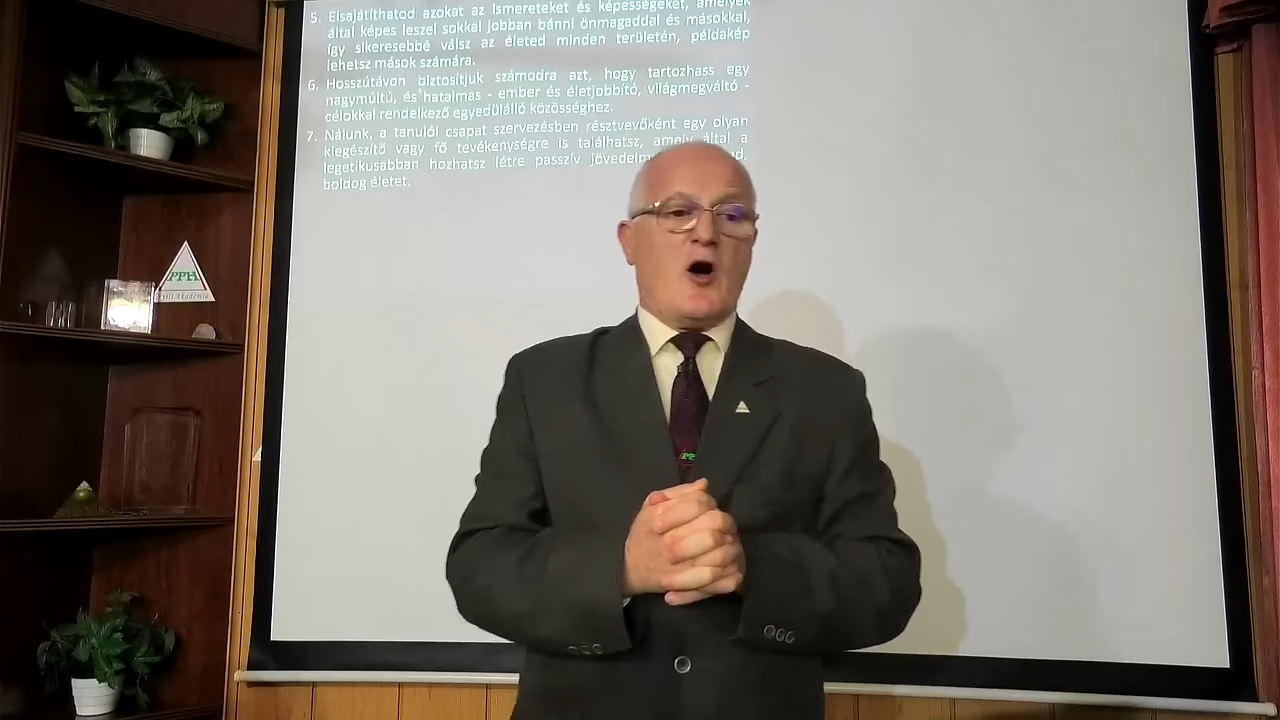 5. Elsajátíthatod azokat az ismereteket és képességeket, amelyek
által képes leszel sokkal jobban bánni önmagaddal és másokkal,
így sikeresebbé válsz az életed minden területén, példakép
lehetsz mások számára.
6. Hosszútávon biztosítjuk számodra azt, hogy tartozhass egy
nagymúltú, és hatalmas - ember és életjobbító, világmegváltó -
célokkal rendelkező egyedülálló közösséghez.
7. Nálunk, a tanulói csapat szervezésben résztvevőként egy olyan
kiegészítő vagy fő tevékenységre is találhatsz, amely által a
legetikusabban hozhatsz létre passzív
boldog életet.
PPH
Akadémia